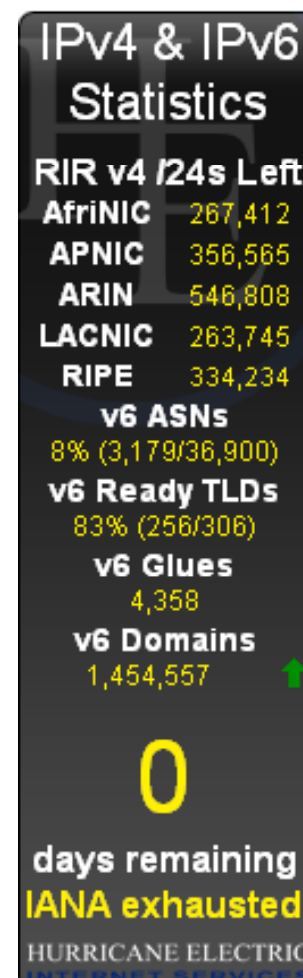 IPv4 & IPv6
Statistics
RIR v4 /24s Left
AfriNIC 267,412
APNIC 356,565
ARIN 546,808
LACNIC 263,745
RIPE 334,234
v6 ASNs
8% (3,179/36,900)
v6 Ready TLDs
83% (256/306)
v6 Glues
4,358
v6 Domains
1,454,557
0
days remaining
IANA exhausted
HURRICANE ELECTRIC
INTERNET SERVICES